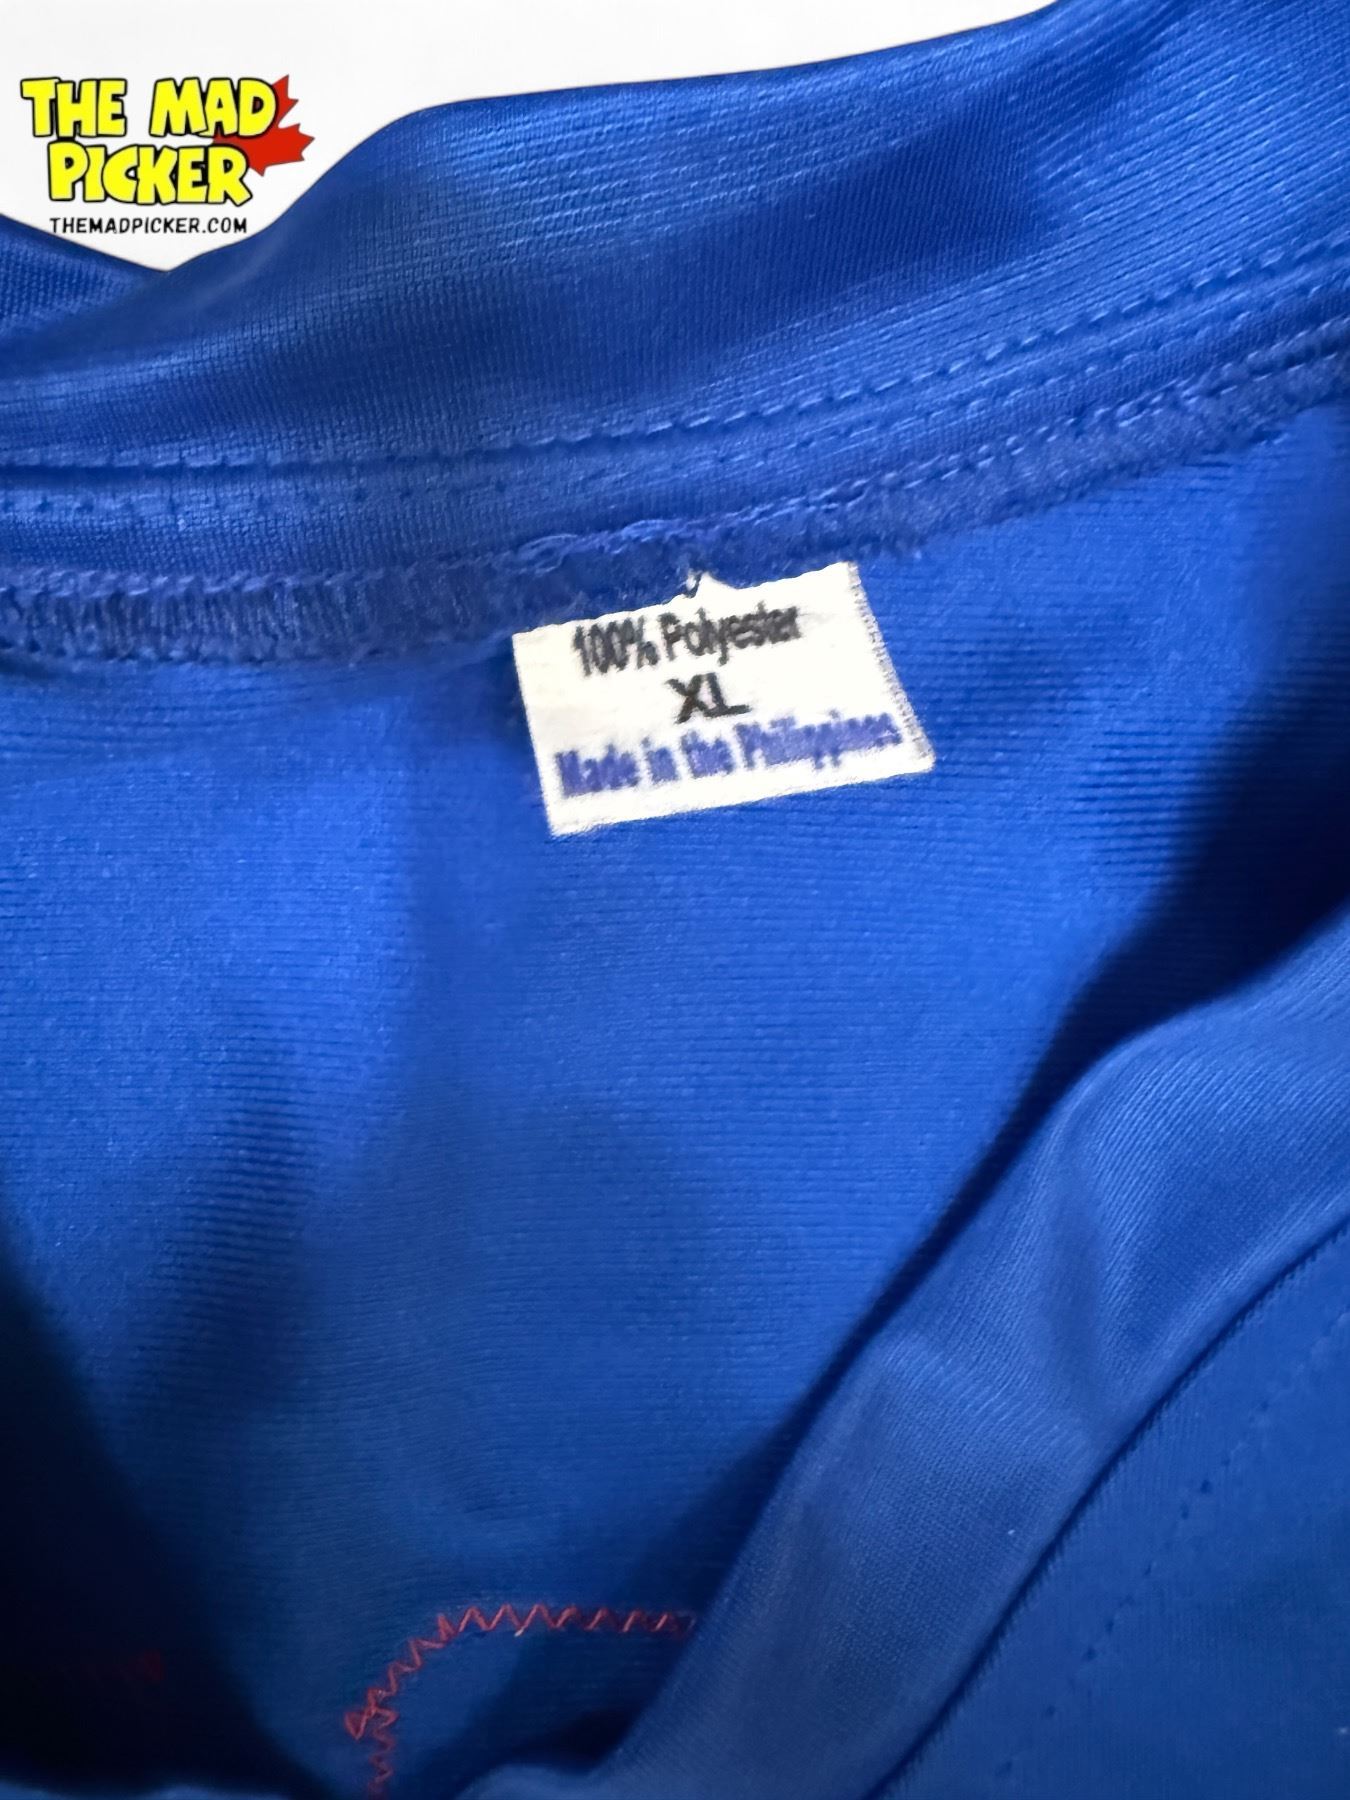 THE MAD
PICKER
THEMADPICKER.COM
100% Polyester
XL
Made in the Philippines